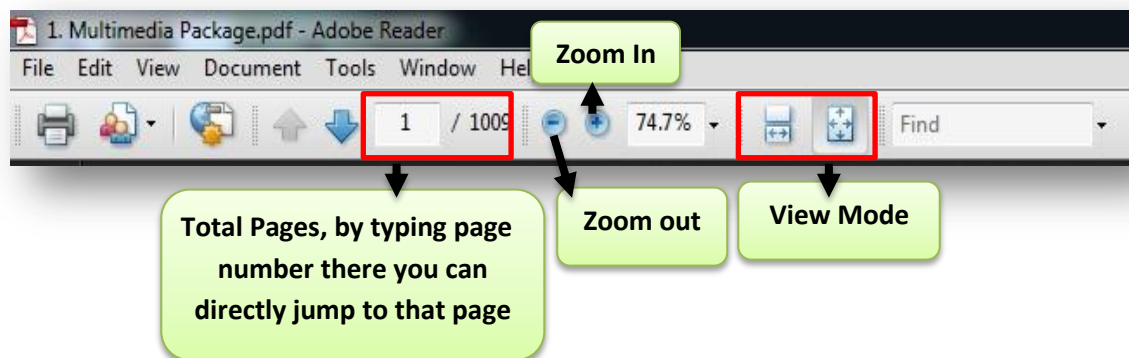 1. Multimedia Package.pdf - Adobe Reader
File Edit View Document Tools Window Hel
Zoom In
1 / 1009 74.7% Find
Total Pages, by typing page
number there you can
directly jump to that page
Zoom out
View Mode